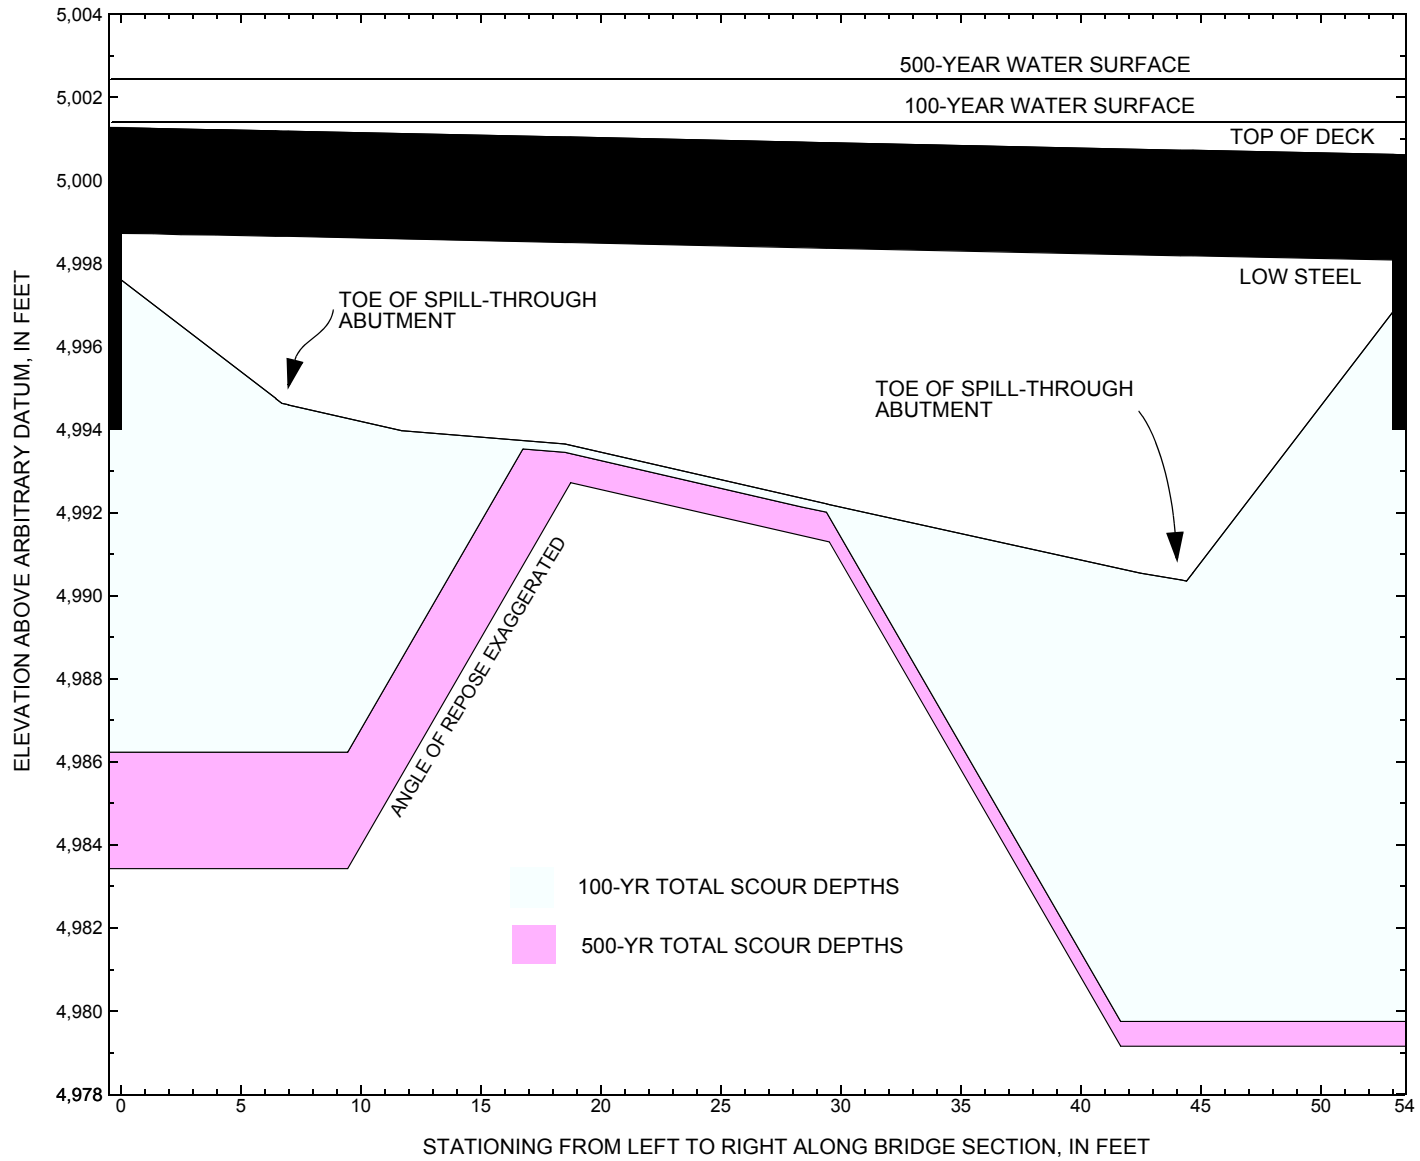 5,004
5,002
5,000
4,998
4,996
4,994
4,992
4,990
4,988
4,986
4,984
4,982
4,980
4,978
ELEVATION ABOVE ARBITRARY DATUM, IN FEET
500-YEAR WATER SURFACE
100-YEAR WATER SURFACE
TOP OF DECK
LOW STEEL
TOE OF SPILL-THROUGH
ABUTMENT
TOE OF SPILL-THROUGH
ABUTMENT
ANGLE OF REPOSE EXAGGERATED
100-YR TOTAL SCOUR DEPTHS
500-YR TOTAL SCOUR DEPTHS
0 5 10 15 20 25 30 35 40 45 50 54
STATIONING FROM LEFT TO RIGHT ALONG BRIDGE SECTION, IN FEET